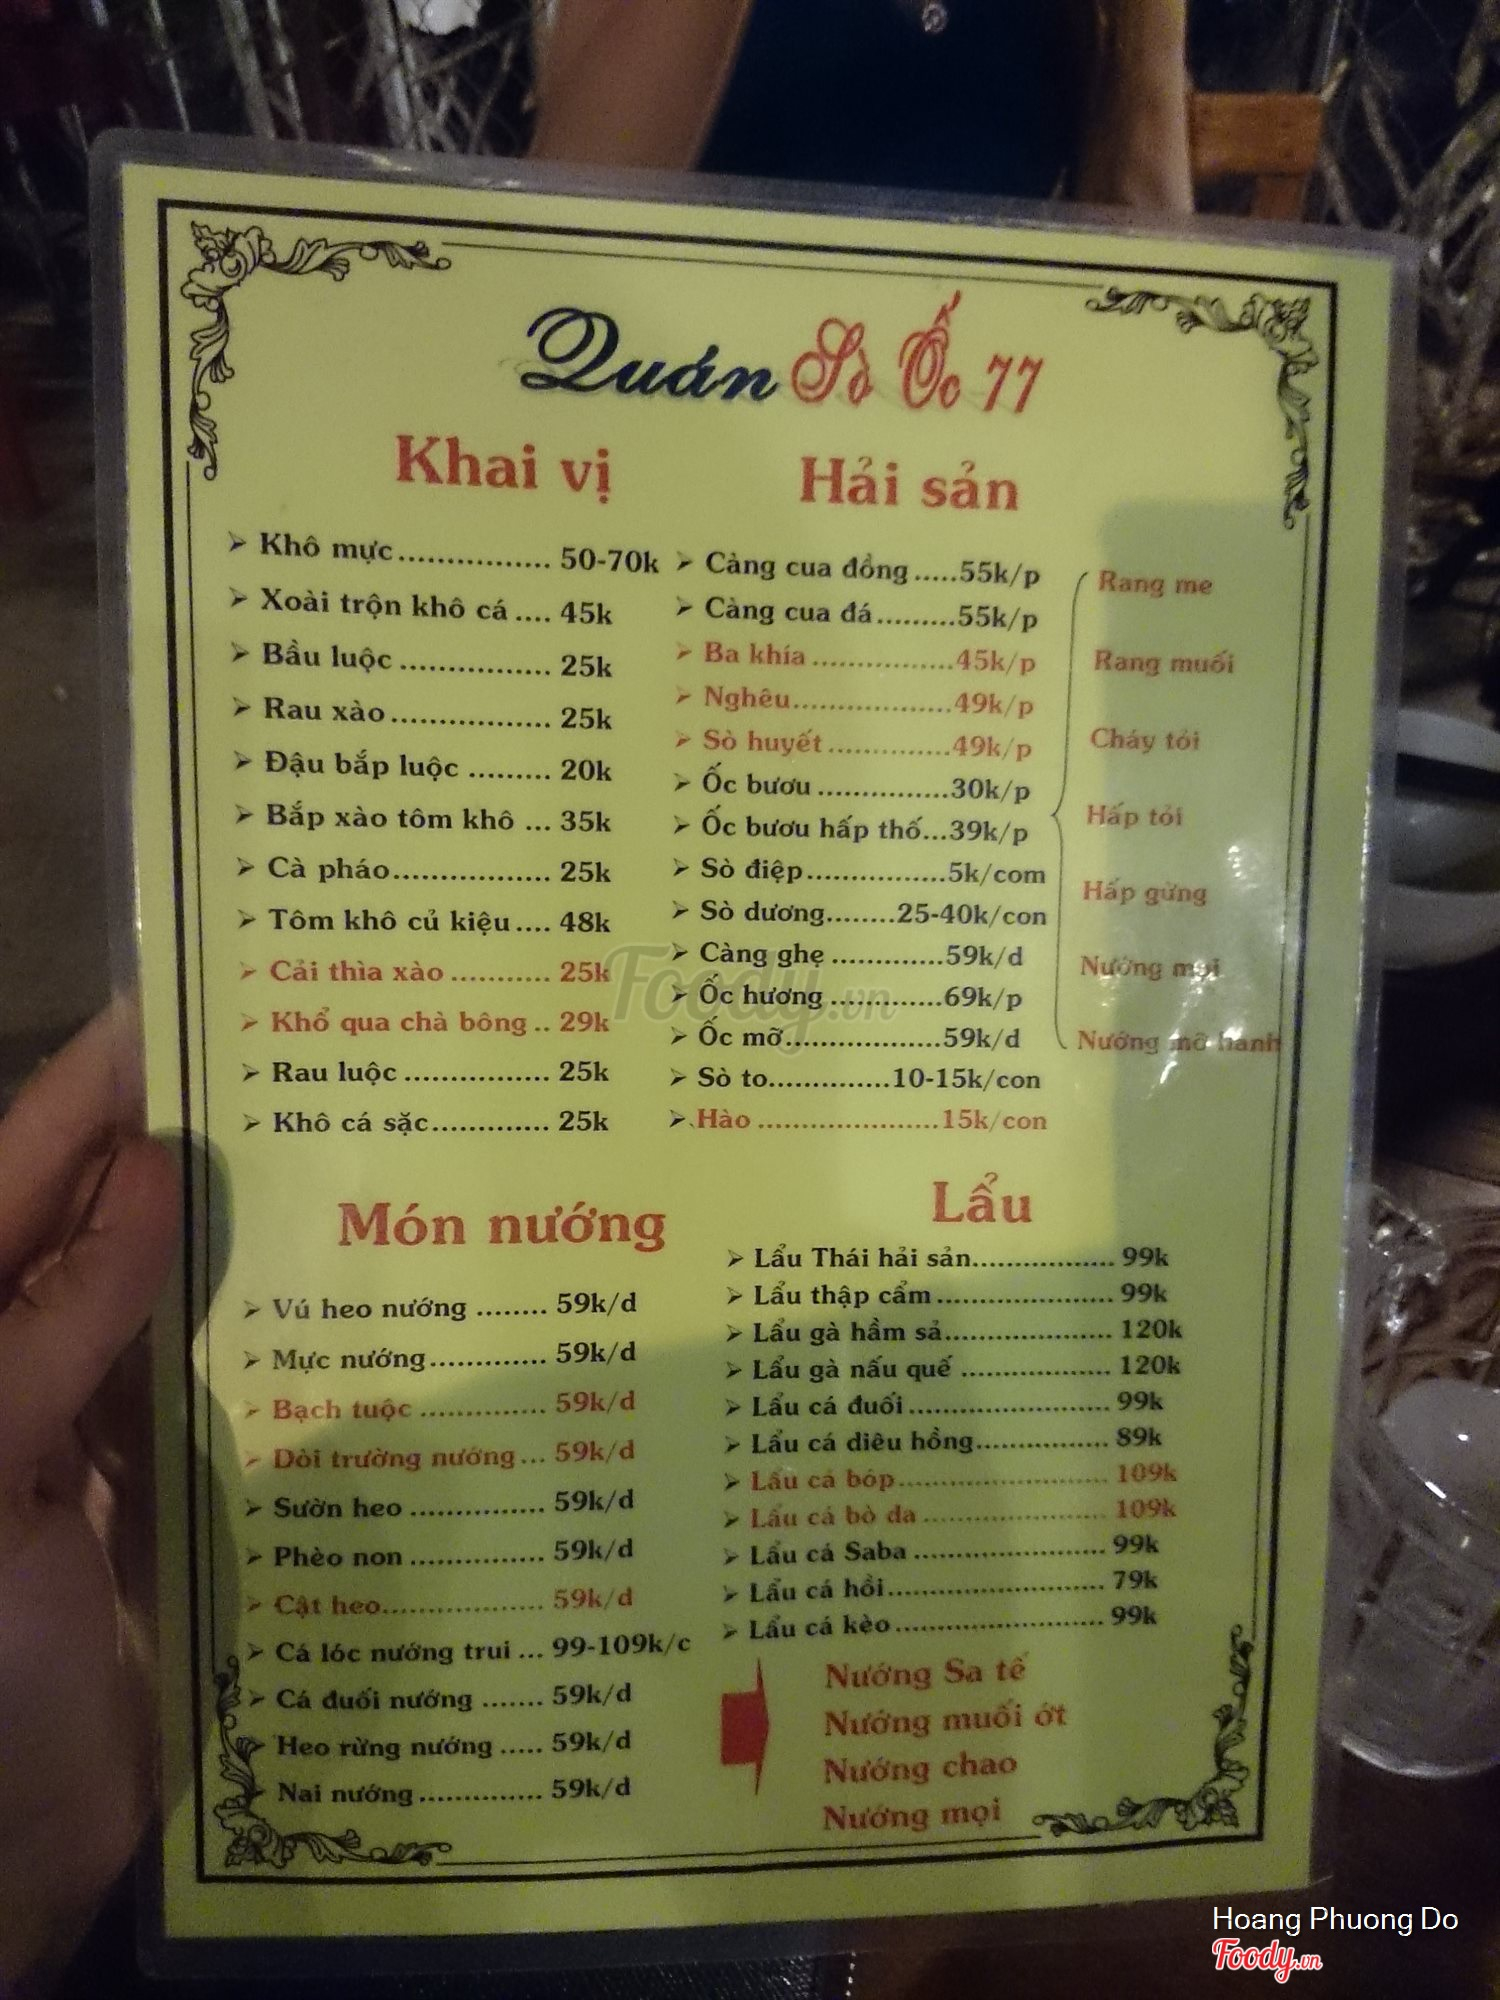 Quán Sò Ốc 77
Khai vị
➢ Khô mực................ 50-70k
➢ Xoài trộn khô cá .... 45k
➢ Bầu luộc ................ 25k
➢ Rau xào................. 25k
➢ Đậu bắp luộc ......... 20k
➢ Bắp xào tôm khô ... 35k
➢ Cà pháo................. 25k
➢ Tôm khô củ kiệu.... 48k
➢ Cải thìa xào ........... 25k
➢ Khổ qua chà bông .. 29k
➢ Rau luộc ................ 25k
➢ Khô cá sặc............. 25k
Hải sản
➢ Càng cua đồng .....55k/p
➢ Càng cua đá.........55k/p
➢ Ba khía ................45k/p
➢ Nghêu...................49k/p
➢ Sò huyết ..............49k/p
➢ Ốc bươu ...............30k/p
➢ Ốc bươu hấp thố...39k/p
➢ Sò điệp................5k/com
➢ Sò dương........25-40k/con
➢ Càng ghẹ .............59k/d
➢ Ốc hương .............69k/p
➢ Ốc mỡ..................59k/d
➢ Sò to..............10-15k/con
➢ Hào .....................15k/con
Rang me
Rang muối
Cháy tỏi
Hấp tỏi
Hấp gừng
Nướng mọi
Nướng mỡ hành
Món nướng
➢ Vú heo nướng ........ 59k/d
➢ Mực nướng............. 59k/d
➢ Bạch tuộc .............. 59k/d
➢ Dòi trường nướng... 59k/d
➢ Sườn heo ............... 59k/d
➢ Phèo non ............... 59k/d
➢ Cật heo.................. 59k/d
➢ Cá lóc nướng trui ... 99-109k/c
➢ Cá đuối nướng ....... 59k/d
➢ Heo rừng nướng ..... 59k/d
➢ Nai nướng .............. 59k/d
Lẩu
➢ Lẩu Thái hải sản................. 99k
➢ Lẩu thập cẩm ..................... 99k
➢ Lẩu gà hầm sả.................... 120k
➢ Lẩu gà nấu quế .................. 120k
➢ Lẩu cá đuối ........................ 99k
➢ Lẩu cá diêu hồng................ 89k
➢ Lẩu cá bóp......................... 109k
➢ Lẩu cá bò da ...................... 109k
➢ Lẩu cá Saba ....................... 99k
➢ Lẩu cá hồi.......................... 79k
➢ Lẩu cá kèo ......................... 99k
Nướng Sa tế
Nướng muối ớt
Nướng chao
Nướng mọi
Foody.vn
Hoang Phuong Do
Foody.vn